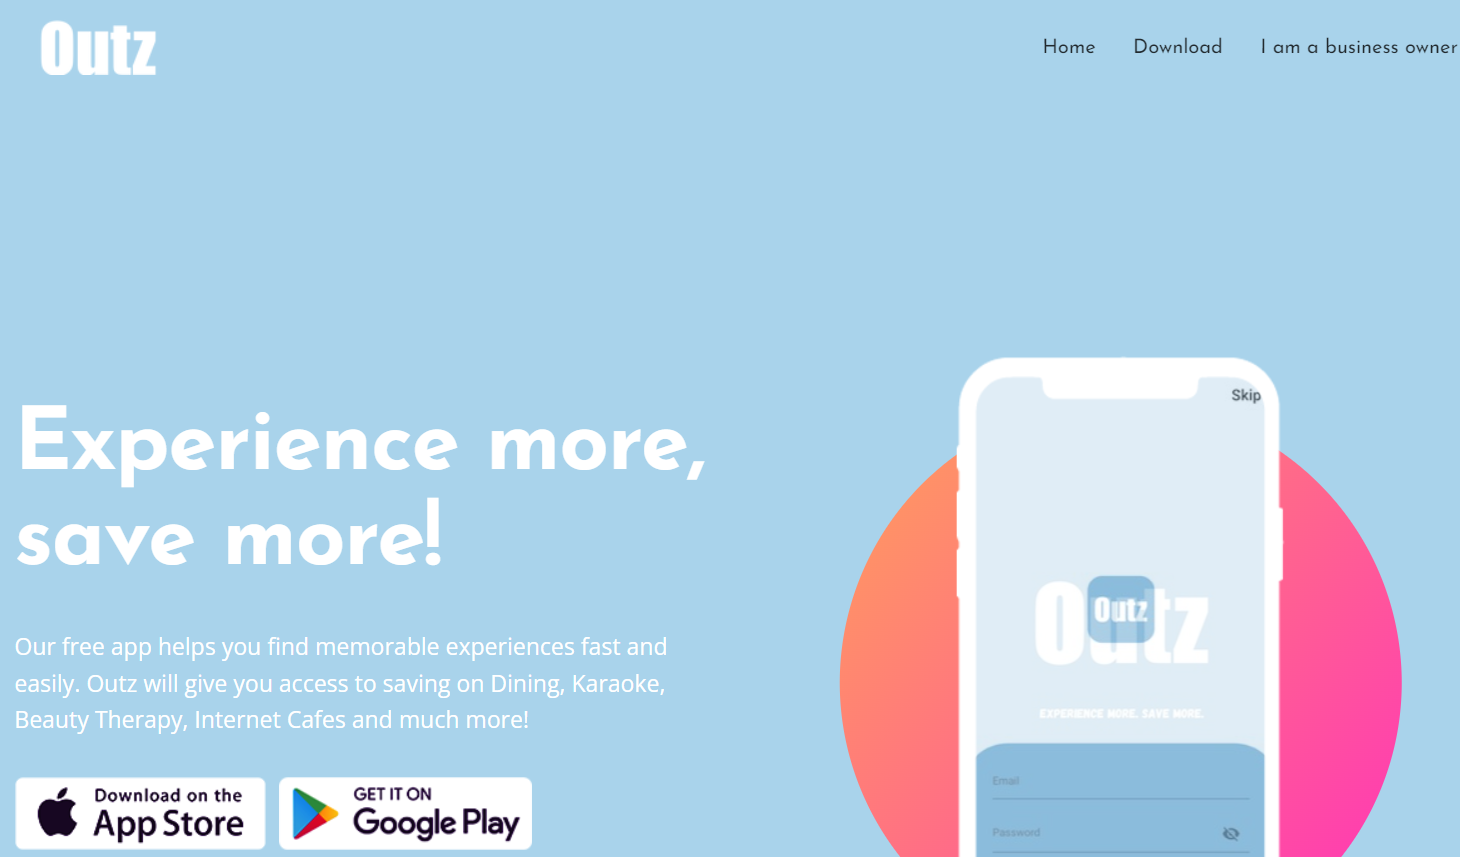 Outz
Home Download I am a business owner
Experience more,
save more!
Our free app helps you find memorable experiences fast and
easily. Outz will give you access to saving on Dining, Karaoke,
Beauty Therapy, Internet Cafes and much more!
Download on the
App Store
GET IT ON
Google Play
Skip
Outz
Outz
EXPERIENCE MORE. SAVE MORE.
Email
Password